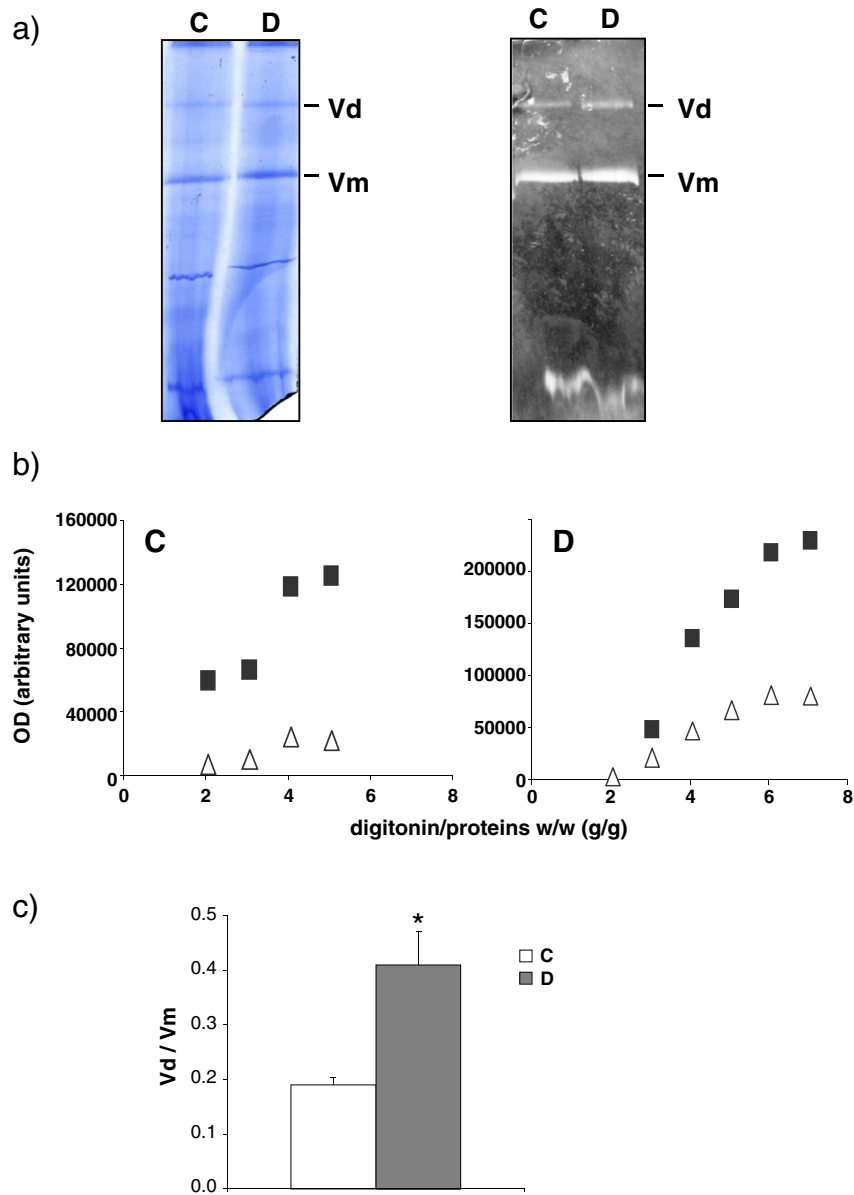 a)
C D
Vd
Vm
C D
Vd
Vm
b)
OD (arbitrary units)
C
160000
120000
80000
40000
0
0 2 4 6 8
D
200000
150000
100000
50000
0
0 2 4 6 8
digitonin/proteins w/w (g/g)
c)
Vd / Vm
0.5
0.4
0.3
0.2
0.1
0.0
*
C
D